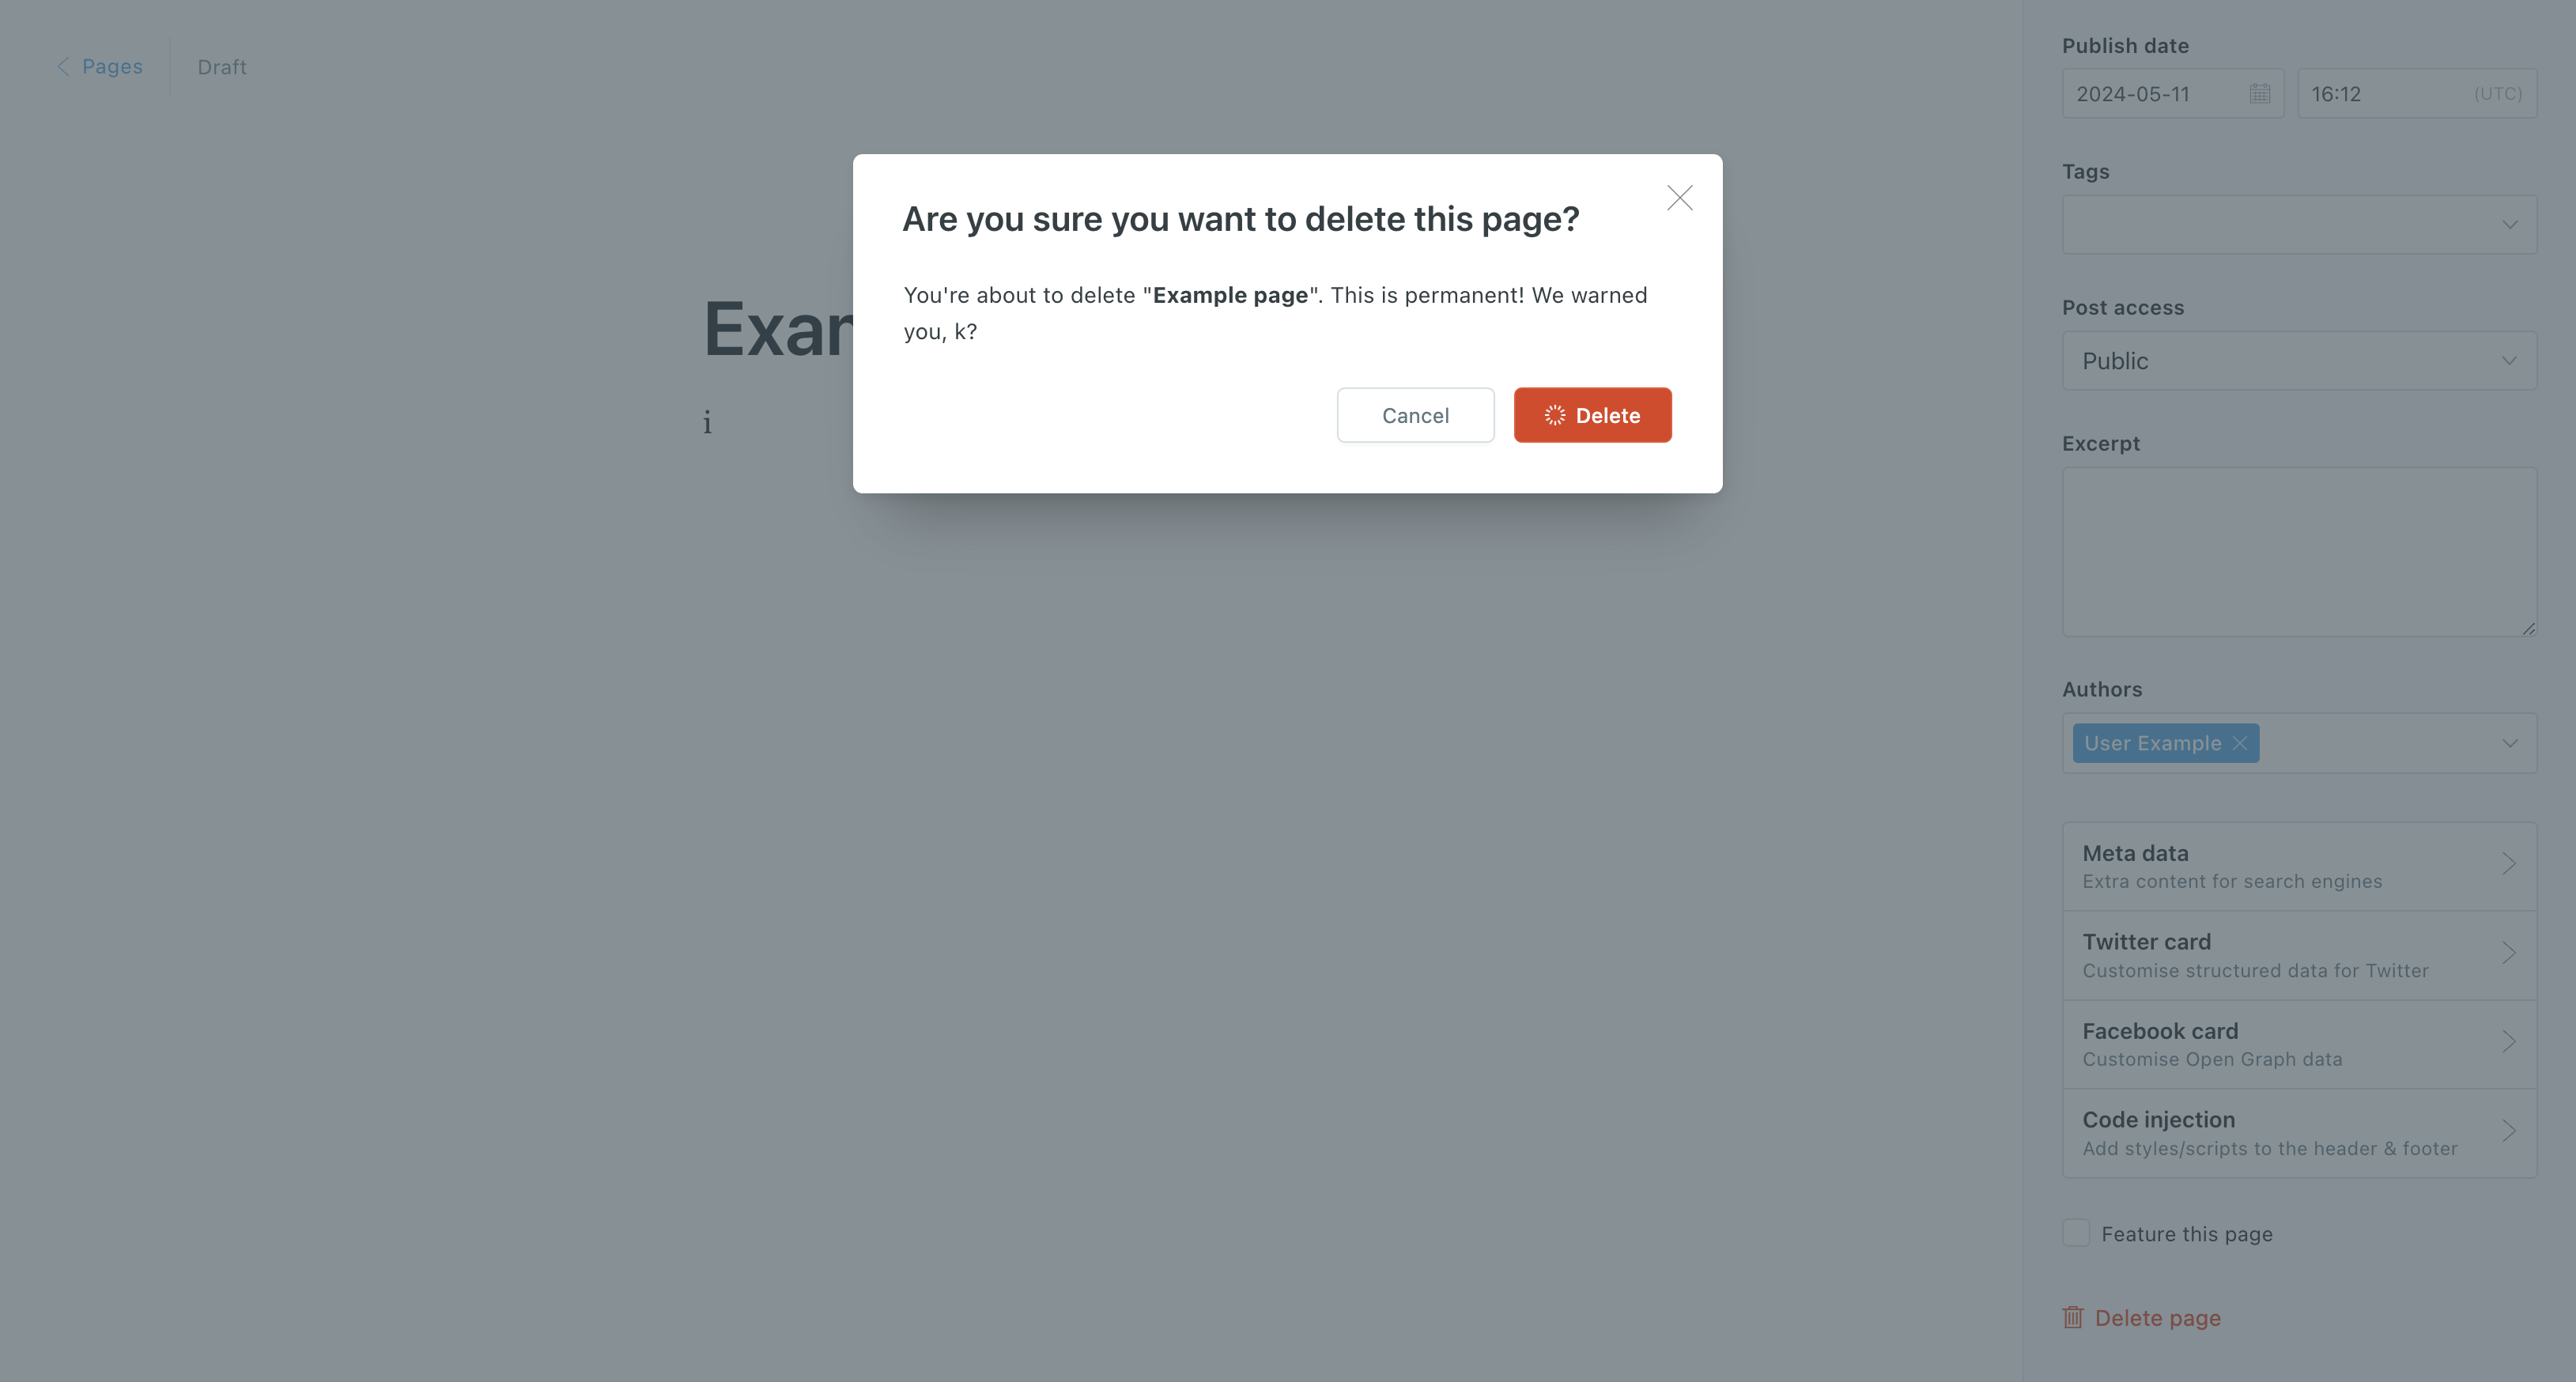 Pages
Draft
Publish date
2024-05-11
16:12
(UTC)
Tags
Post access
Public
Excerpt
Authors
User Example
Meta data
Extra content for search engines
Twitter card
Customise structured data for Twitter
Facebook card
Customise Open Graph data
Code injection
Add styles/scripts to the header & footer
Feature this page
Delete page
Are you sure you want to delete this page?
You're about to delete "Example page". This is permanent! We warned
you, k?
Cancel
Delete
i